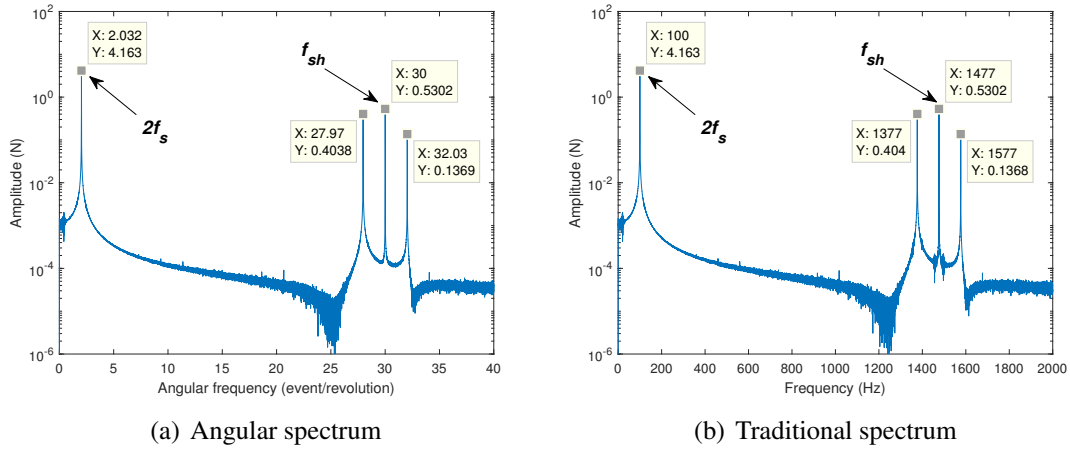 X: 2.032
Y: 4.163
2f_s
f_sh
X: 30
Y: 0.5302
X: 27.97
Y: 0.4038
X: 32.03
Y: 0.1369
10^2
10^0
10^-2
10^-4
10^-6
Amplitude (N)
0 5 10 15 20 25 30 35 40
Angular frequency (event/revolution)
(a) Angular spectrum
X: 100
Y: 4.163
2f_s
f_sh
X: 1477
Y: 0.5302
X: 1377
Y: 0.404
X: 1577
Y: 0.1368
10^2
10^0
10^-2
10^-4
10^-6
Amplitude (N)
0 200 400 600 800 1000 1200 1400 1600 1800 2000
Frequency (Hz)
(b) Traditional spectrum